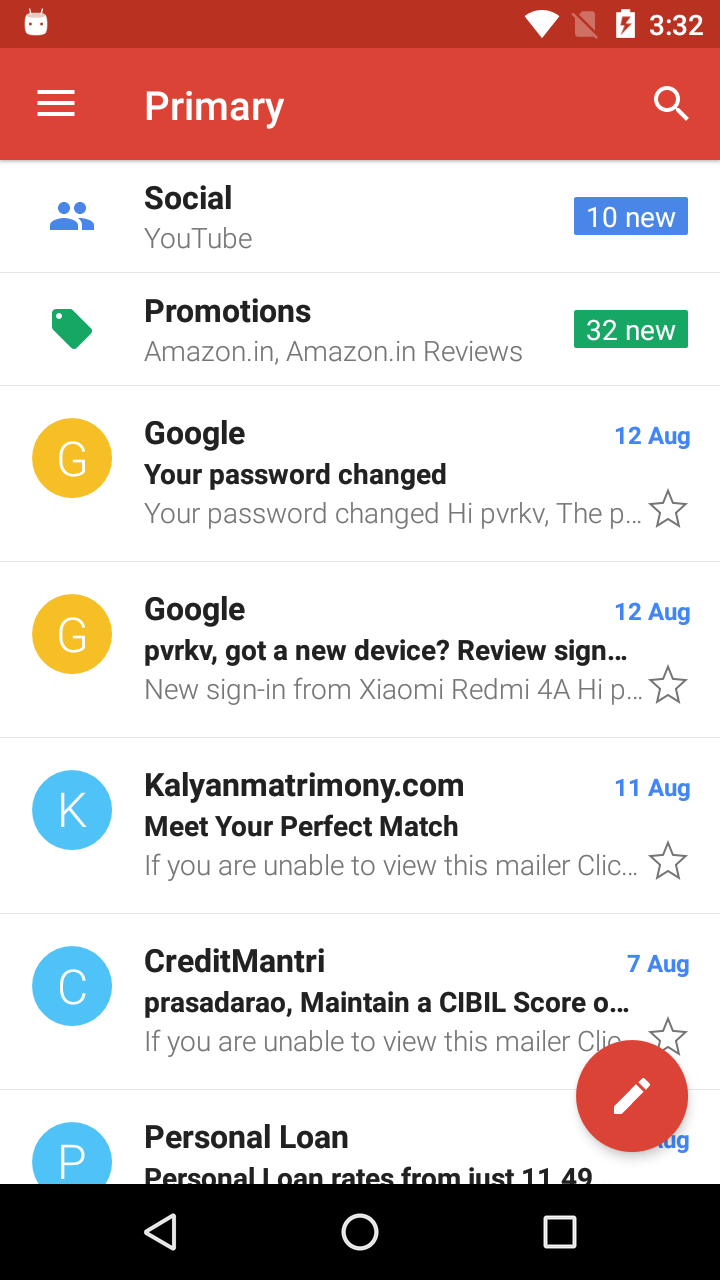 3:32
Primary
Social
YouTube
10 new
Promotions
Amazon.in, Amazon.in Reviews
32 new
G
Google
12 Aug
Your password changed
Your password changed Hi pvrkv, The p...
G
Google
12 Aug
pvrkv, got a new device? Review sign...
New sign-in from Xiaomi Redmi 4A Hi p...
K
Kalyanmatrimony.com
11 Aug
Meet Your Perfect Match
If you are unable to view this mailer Clic...
C
CreditMantri
7 Aug
prasadarao, Maintain a CIBIL Score o...
If you are unable to view this mailer Clic
P
Personal Loan
Aug
Personal Loan rates from just 11.49